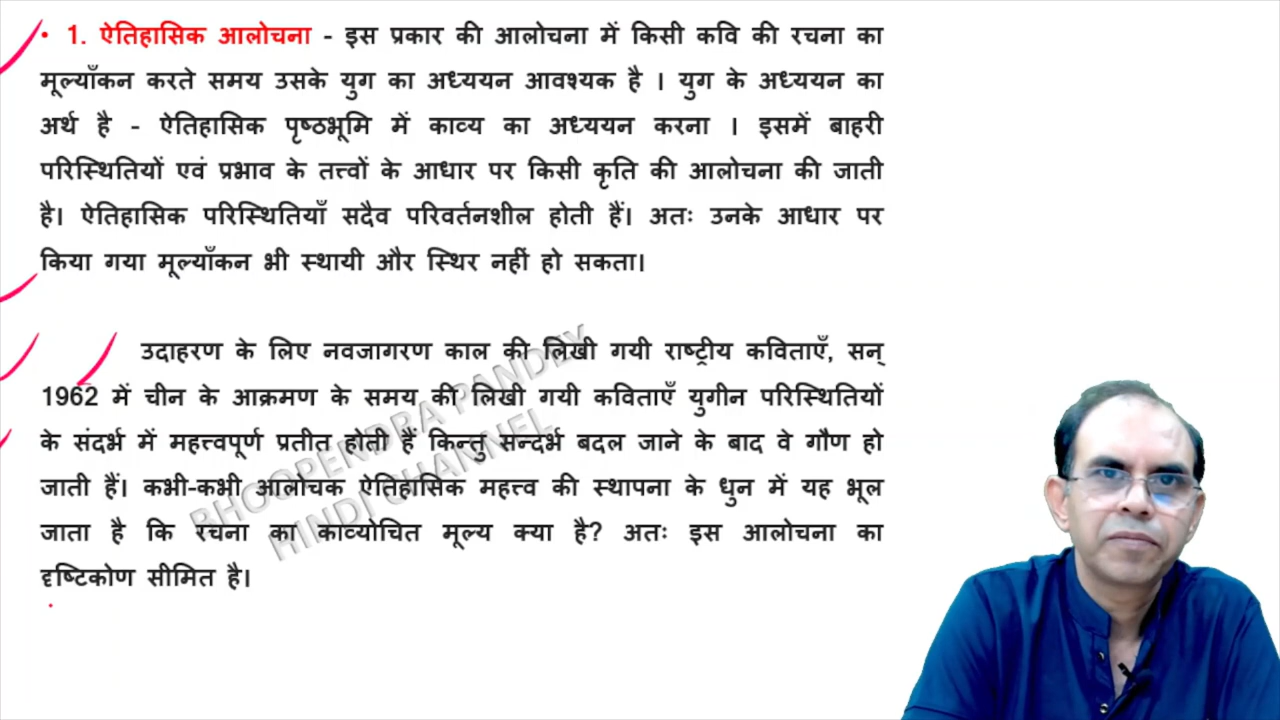 • 1. ऐतिहासिक आलोचना - इस प्रकार की आलोचना में किसी कवि की रचना का
मूल्याँकन करते समय उसके युग का अध्ययन आवश्यक है । युग के अध्ययन का
अर्थ है - ऐतिहासिक पृष्ठभूमि में काव्य का अध्ययन करना । इसमें बाहरी
परिस्थितियों एवं प्रभाव के तत्त्वों के आधार पर किसी कृति की आलोचना की जाती
है। ऐतिहासिक परिस्थितियाँ सदैव परिवर्तनशील होती हैं। अतः उनके आधार पर
किया गया मूल्याँकन भी स्थायी और स्थिर नहीं हो सकता।
उदाहरण के लिए नवजागरण काल की लिखी गयी राष्ट्रीय कविताएँ, सन्
1962 में चीन के आक्रमण के समय की लिखी गयी कविताएँ युगीन परिस्थितियों
के संदर्भ में महत्त्वपूर्ण प्रतीत होती हैं किन्तु सन्दर्भ बदल जाने के बाद वे गौण हो
जाती हैं। कभी-कभी आलोचक ऐतिहासिक महत्त्व की स्थापना के धुन में यह भूल
जाता है कि रचना का काव्योचित मूल्य क्या है? अतः इस आलोचना का
दृष्टिकोण सीमित है।
BHOOPENDRA PANDEY
HINDI CHANNEL